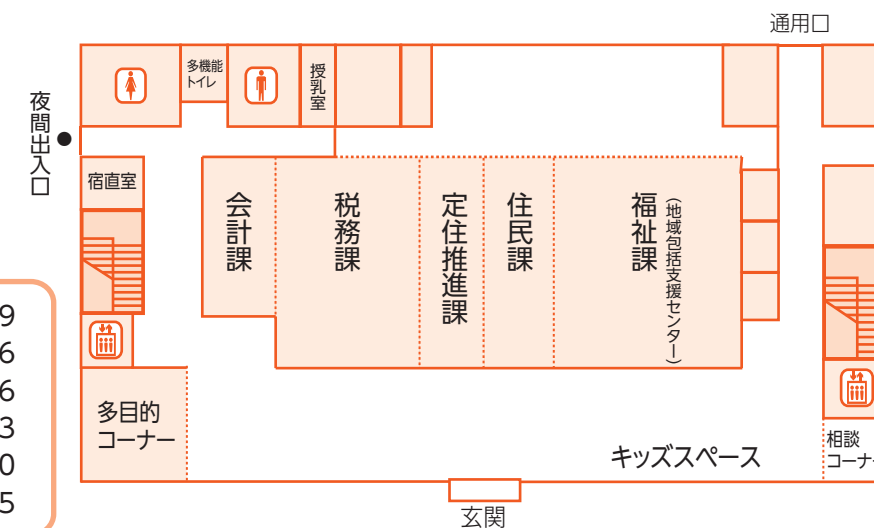 通用口
夜間出入口
多機能
トイレ
授乳室
宿直室
会計課
税務課
定住推進課
住民課
福祉課
(地域包括支援センター)
9
6
6
3
0
5
多目的
コーナー
キッズスペース
相談
コーナー
玄関